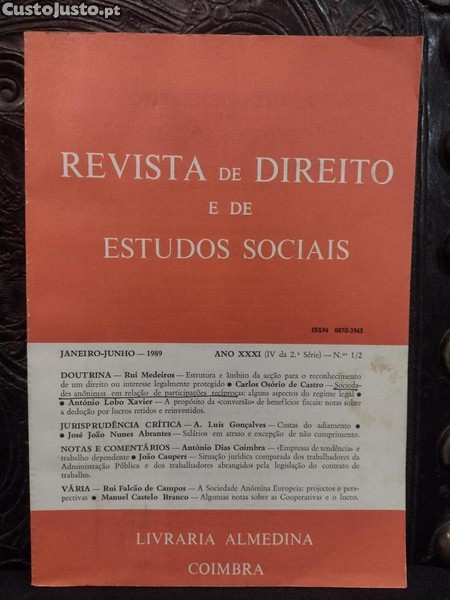 CustoJusto.pt
REVISTA DE DIREITO
E DE
ESTUDOS SOCIAIS
ISSN 0870-3965
JANEIRO-JUNHO — 1989 ANO XXXI (IV da 2.ª Série) — N.os 1/2
DOUTRINA — Rui Medeiros — Estrutura e âmbito da acção para o reconhecimento
de um direito ou interesse legalmente protegido ● Carlos Osório de Castro — Socieda-
des anónimas em relação de participações recíprocas: alguns aspectos do regime legal
● António Lobo Xavier — A propósito da «conversão» de benefícios fiscais: notas sobre
a dedução por lucros retidos e reinvestidos.
JURISPRUDÊNCIA CRÍTICA — A. Luís Gonçalves — Custas do adiamento ●
● José João Nunes Abrantes — Salários em atraso e excepção de não cumprimento.
NOTAS E COMENTÁRIOS — António Dias Coimbra — «Empresas de tendência» e
trabalho dependente ● João Caupers — Situação jurídica comparada dos trabalhadores da
Administração Pública e dos trabalhadores abrangidos pela legislação do contrato de
trabalho.
VÁRIA — Rui Falcão de Campos — A Sociedade Anónima Europeia: projectos e pers-
pectivas ● Manuel Castelo Branco — Algumas notas sobre as Cooperativas e o lucro.
LIVRARIA ALMEDINA
COIMBRA